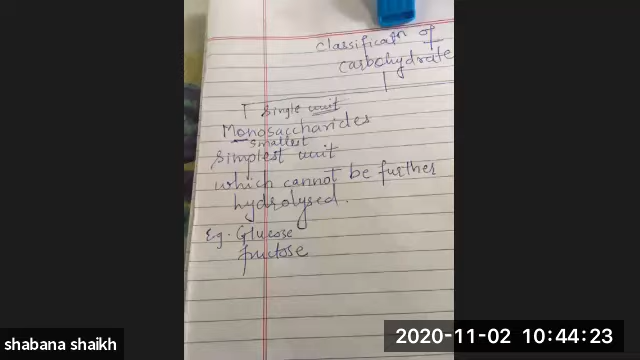 Classificatn of
carbohydrate
single unit
Monosaccharides
smallest
simplest unit
which cannot be further
hydrolysed.
Eg. Glucose
fructose
shabana shaikh
2020-11-02 10:44:23